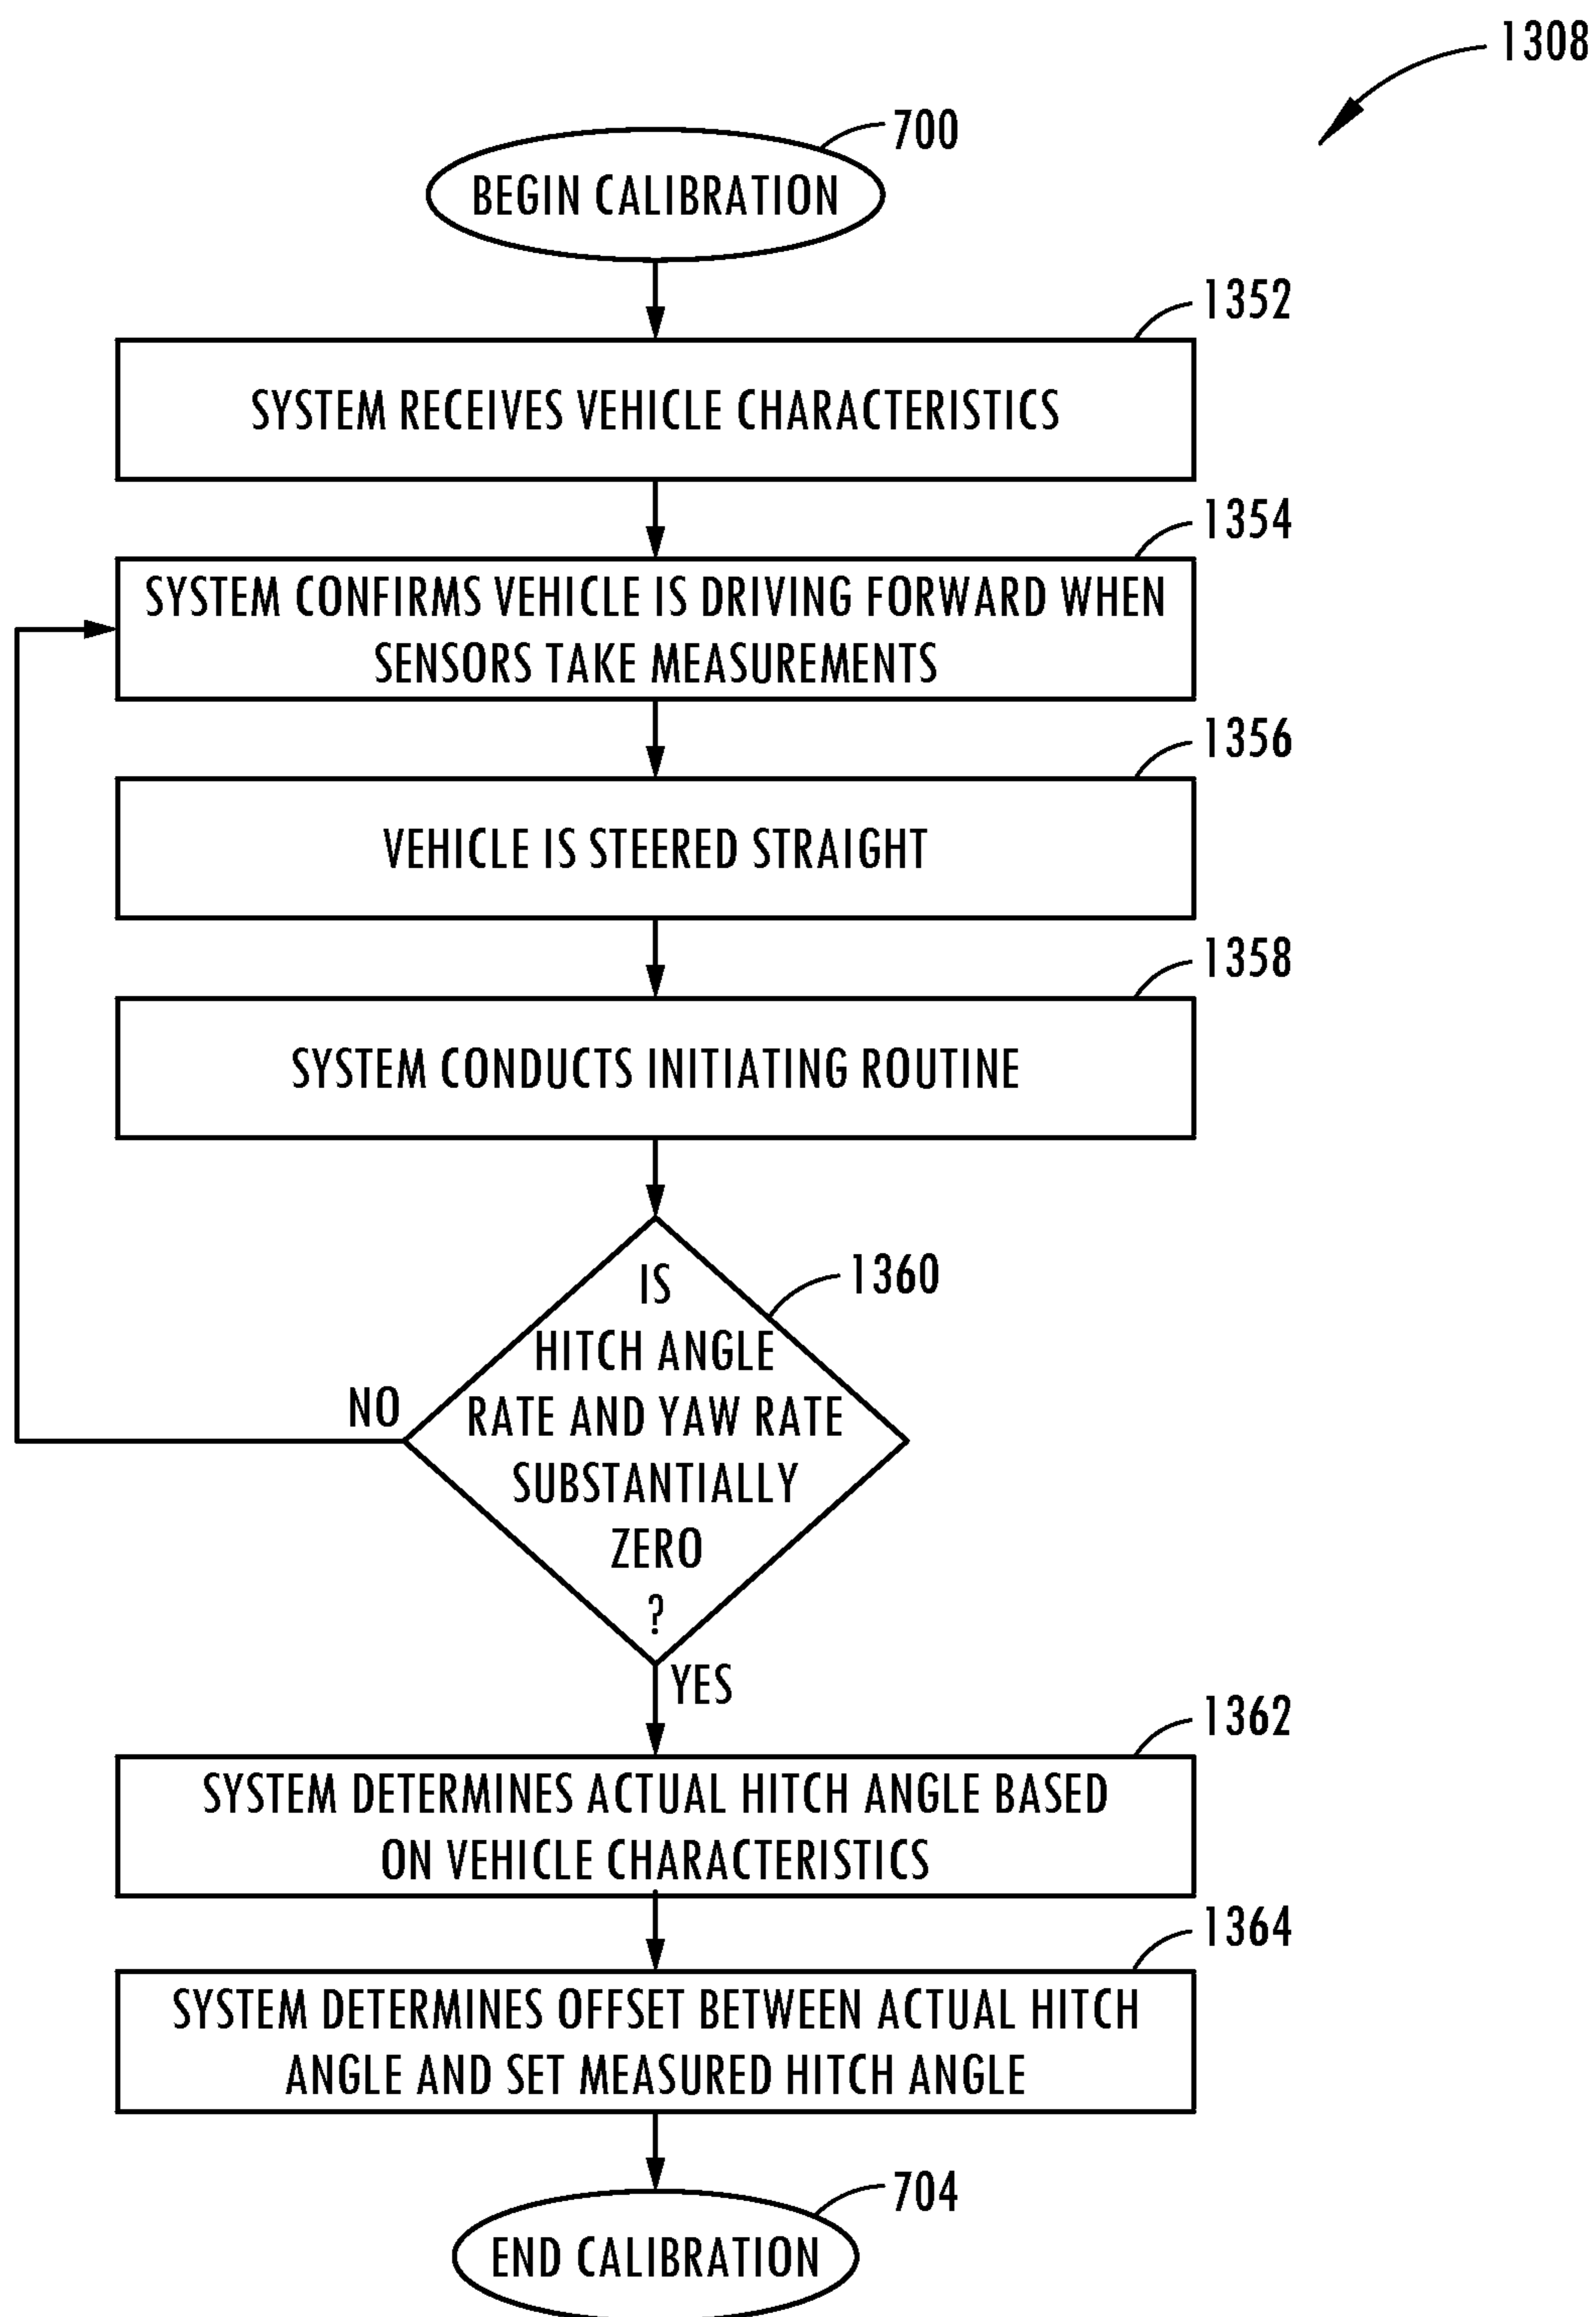 1308
700
BEGIN CALIBRATION
1352
SYSTEM RECEIVES VEHICLE CHARACTERISTICS
1354
SYSTEM CONFIRMS VEHICLE IS DRIVING FORWARD WHEN
SENSORS TAKE MEASUREMENTS
1356
VEHICLE IS STEERED STRAIGHT
1358
SYSTEM CONDUCTS INITIATING ROUTINE
1360
IS
HITCH ANGLE
RATE AND YAW RATE
SUBSTANTIALLY
ZERO
?
NO
YES
1362
SYSTEM DETERMINES ACTUAL HITCH ANGLE BASED
ON VEHICLE CHARACTERISTICS
1364
SYSTEM DETERMINES OFFSET BETWEEN ACTUAL HITCH
ANGLE AND SET MEASURED HITCH ANGLE
704
END CALIBRATION